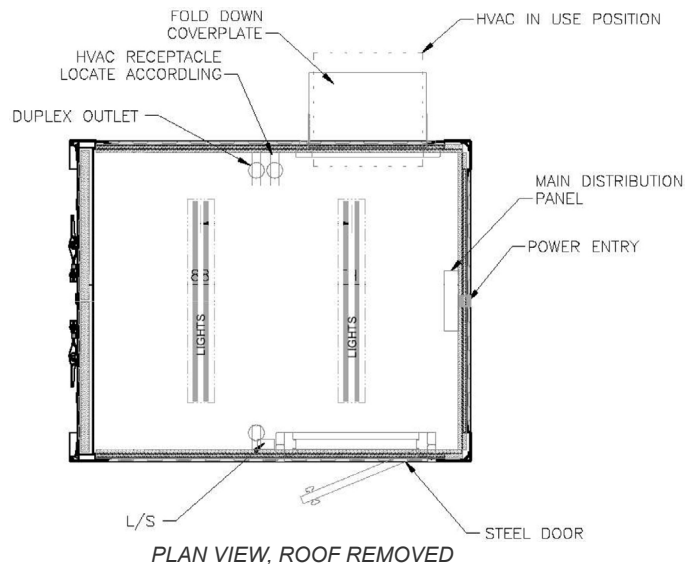 FOLD DOWN
COVERPLATE
HVAC IN USE POSITION
HVAC RECEPTACLE
LOCATE ACCORDLING
DUPLEX OUTLET
MAIN DISTRIBUTION
PANEL
POWER ENTRY
LIGHTS
LIGHTS
L/S
STEEL DOOR
PLAN VIEW, ROOF REMOVED